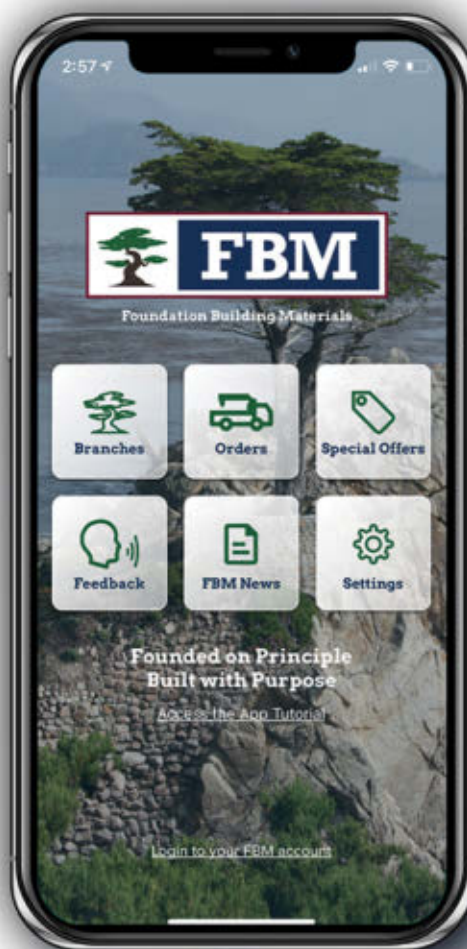 2:57
FBM
Foundation Building Materials
Branches
Orders
Special Offers
Feedback
FBM News
Settings
Founded on Principle
Built with Purpose
Access the App Tutorial
Login to your FBM account